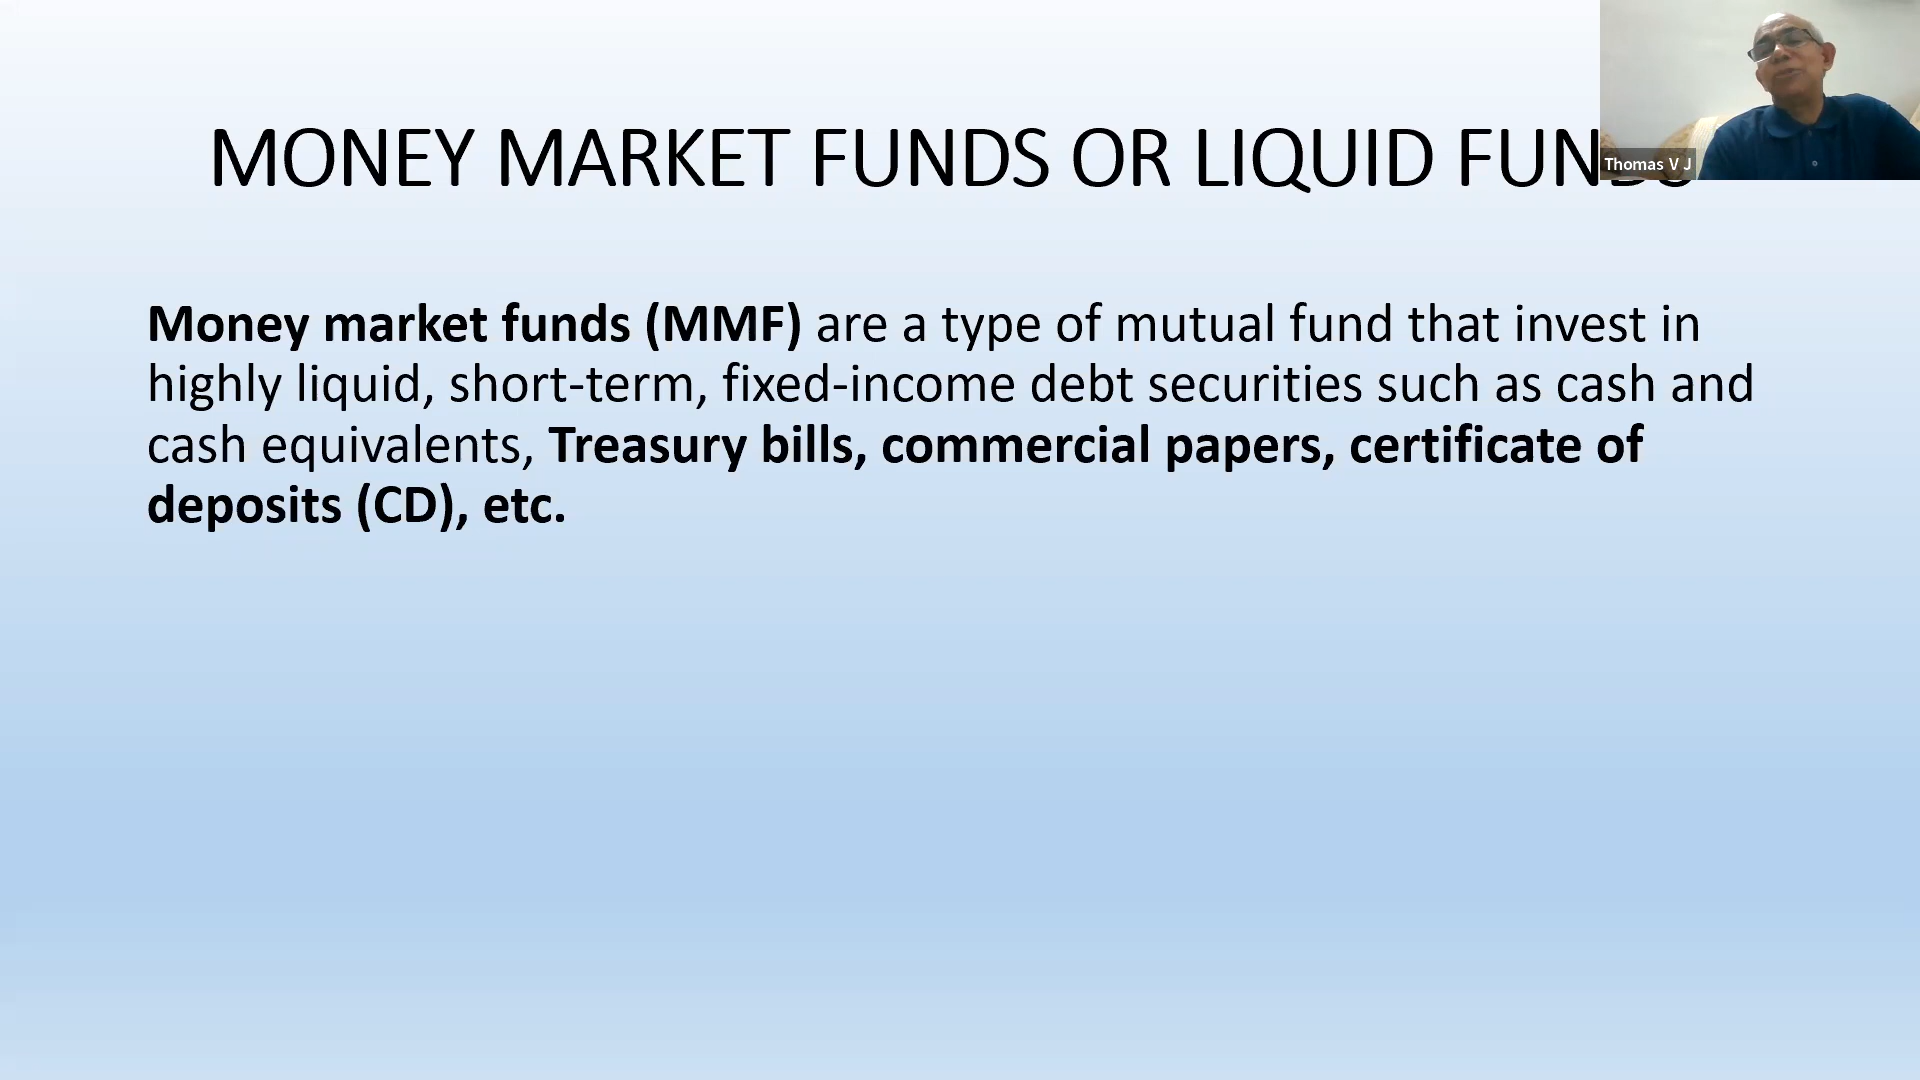 MONEY MARKET FUNDS OR LIQUID FUNDS
Thomas V J
Money market funds (MMF) are a type of mutual fund that invest in
highly liquid, short-term, fixed-income debt securities such as cash and
cash equivalents, Treasury bills, commercial papers, certificate of
deposits (CD), etc.